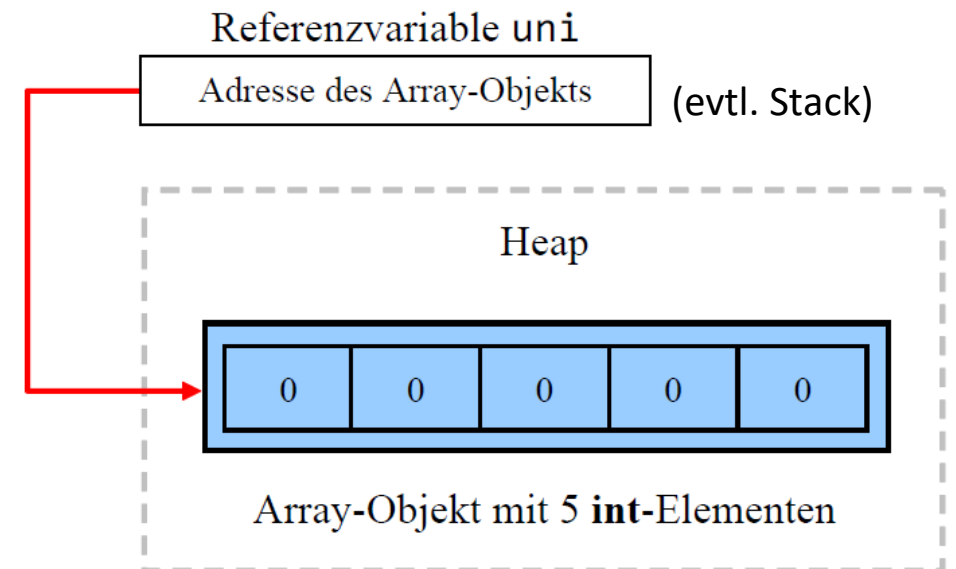 Referenzvariable uni
Adresse des Array-Objekts
(evtl. Stack)
Heap
0 0 0 0 0
Array-Objekt mit 5 int-Elementen